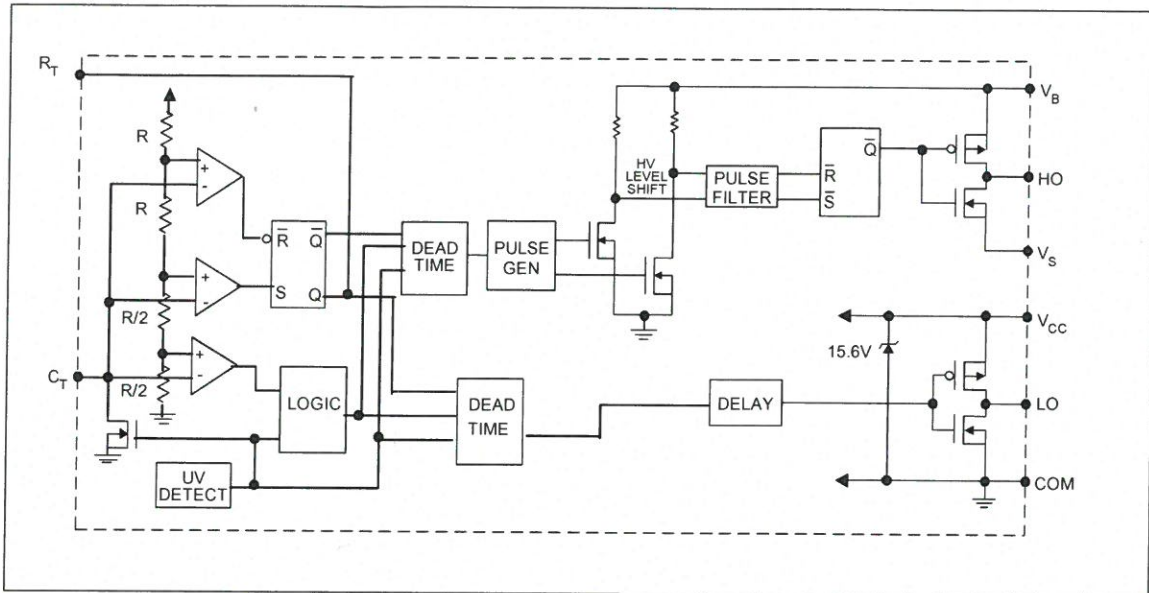 R_T
V_B
R
+
-
HV
LEVEL
SHIFT
R̅
S̅
Q̅
PULSE
FILTER
HO
R
R̅
Q̅
S
Q
DEAD
TIME
PULSE
GEN
V_S
+
-
R/2
15.6V
V_CC
+
-
C_T
R/2
LOGIC
DEAD
TIME
DELAY
LO
UV
DETECT
COM